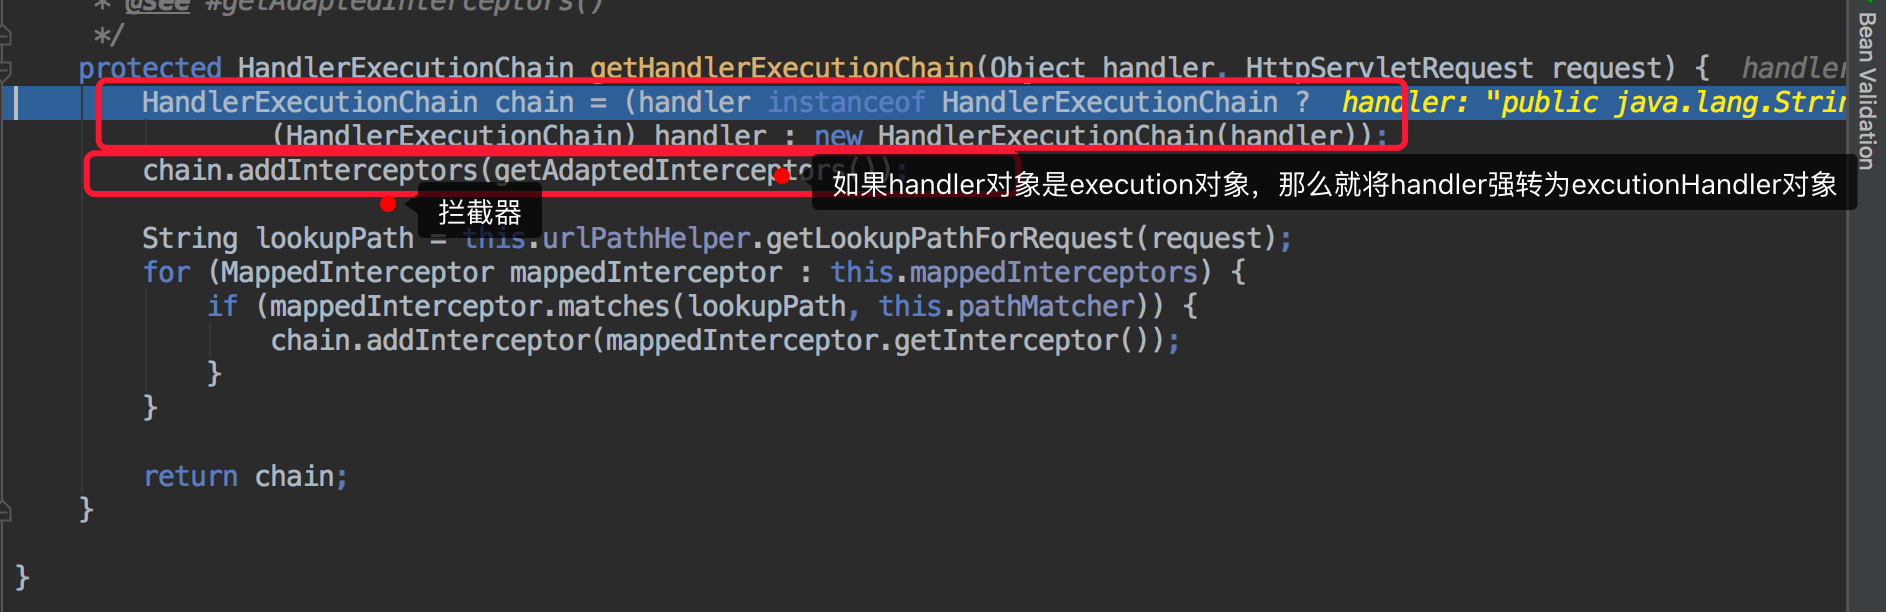 * @see #getAdaptedInterceptors()
*/
protected HandlerExecutionChain getHandlerExecutionChain(Object handler, HttpServletRequest request) { handler
HandlerExecutionChain chain = (handler instanceof HandlerExecutionChain ? handler: "public java.lang.Strin
(HandlerExecutionChain) handler : new HandlerExecutionChain(handler));
chain.addInterceptors(getAdaptedInterceptors());
如果handler对象是execution对象，那么就将handler强转为excutionHandler对象
拦截器
String lookupPath = this.urlPathHelper.getLookupPathForRequest(request);
for (MappedInterceptor mappedInterceptor : this.mappedInterceptors) {
if (mappedInterceptor.matches(lookupPath, this.pathMatcher)) {
chain.addInterceptor(mappedInterceptor.getInterceptor());
}
}
return chain;
}
}
Bean Validation